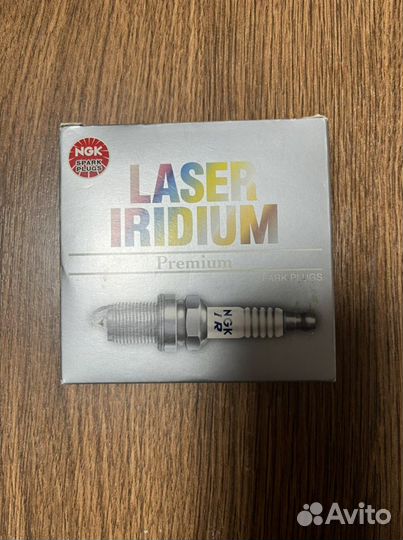 NGK
SPARK
PLUGS
LASER
IRIDIUM
Premium
SPARK PLUGS
NGK
iR
Avito